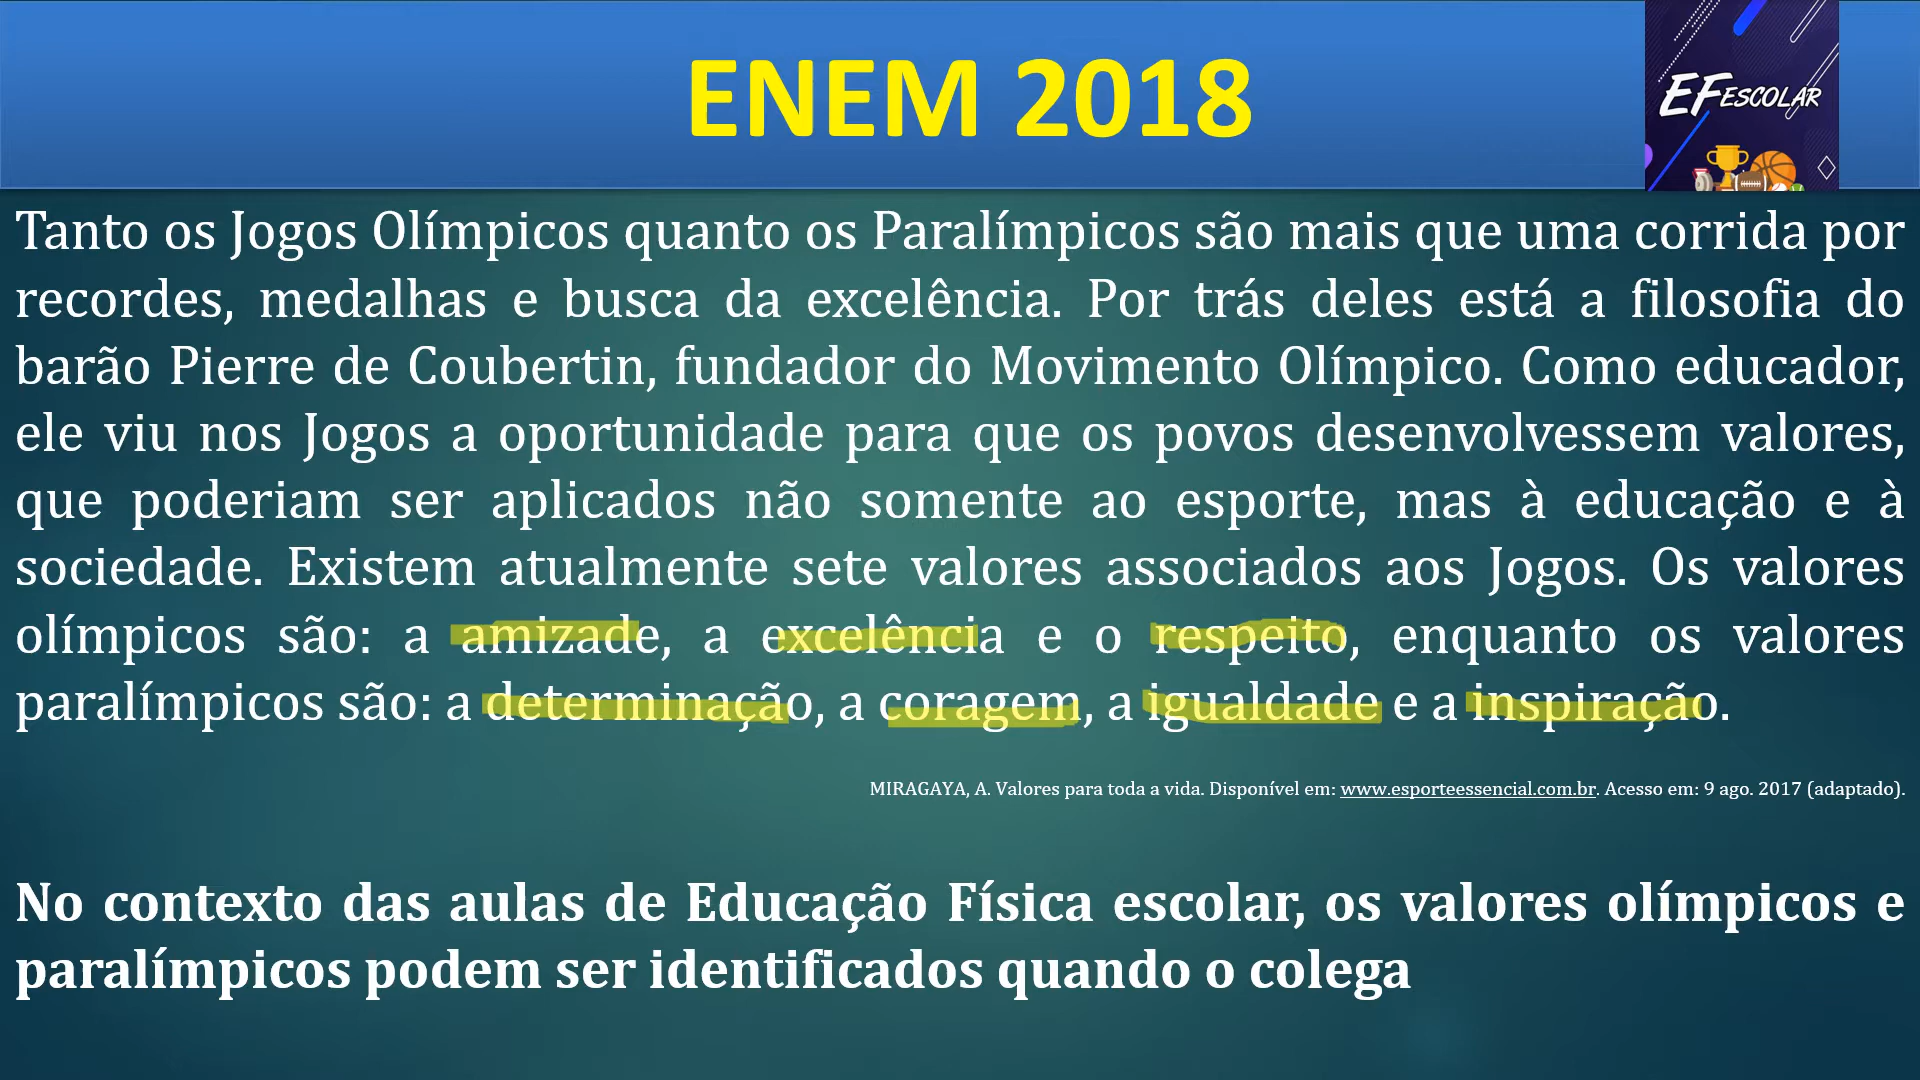 ENEM 2018
EF ESCOLAR
Tanto os Jogos Olímpicos quanto os Paralímpicos são mais que uma corrida por
recordes, medalhas e busca da excelência. Por trás deles está a filosofia do
barão Pierre de Coubertin, fundador do Movimento Olímpico. Como educador,
ele viu nos Jogos a oportunidade para que os povos desenvolvessem valores,
que poderiam ser aplicados não somente ao esporte, mas à educação e à
sociedade. Existem atualmente sete valores associados aos Jogos. Os valores
olímpicos são: a amizade, a excelência e o respeito, enquanto os valores
paralímpicos são: a determinação, a coragem, a igualdade e a inspiração.
MIRAGAYA, A. Valores para toda a vida. Disponível em: www.esporteessencial.com.br. Acesso em: 9 ago. 2017 (adaptado).
No contexto das aulas de Educação Física escolar, os valores olímpicos e
paralímpicos podem ser identificados quando o colega